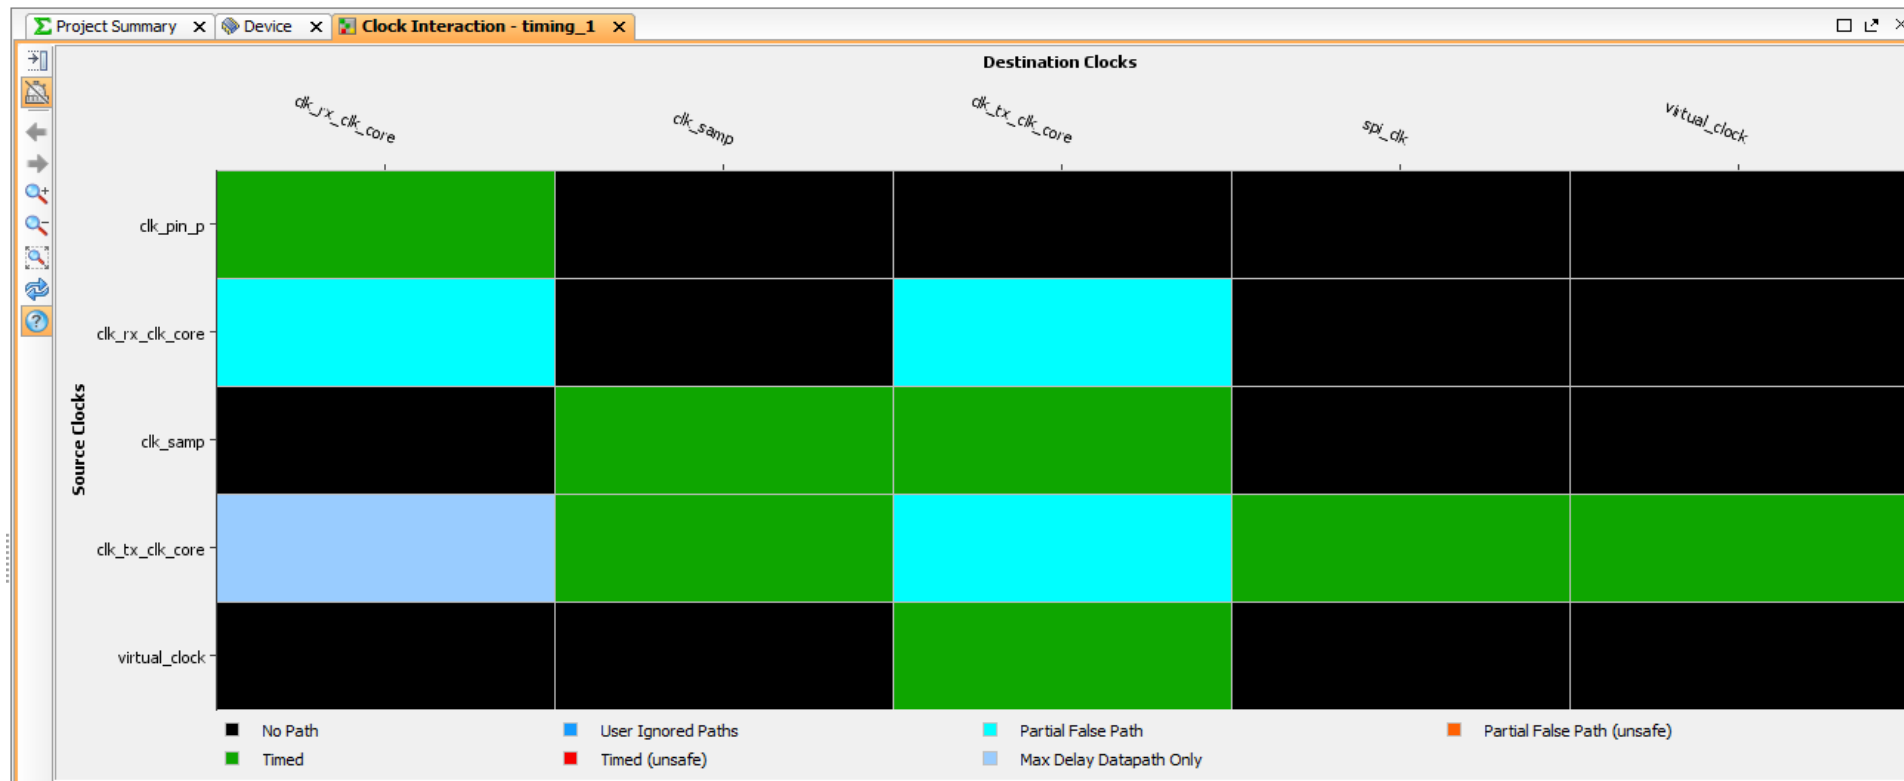 Project Summary
Device
Clock Interaction - timing_1
Destination Clocks
clk_rx_clk_core
clk_samp
clk_tx_clk_core
spi_clk
virtual_clock
Source Clocks
clk_pin_p
clk_rx_clk_core
clk_samp
clk_tx_clk_core
virtual_clock
No Path
User Ignored Paths
Partial False Path
Partial False Path (unsafe)
Timed
Timed (unsafe)
Max Delay Datapath Only